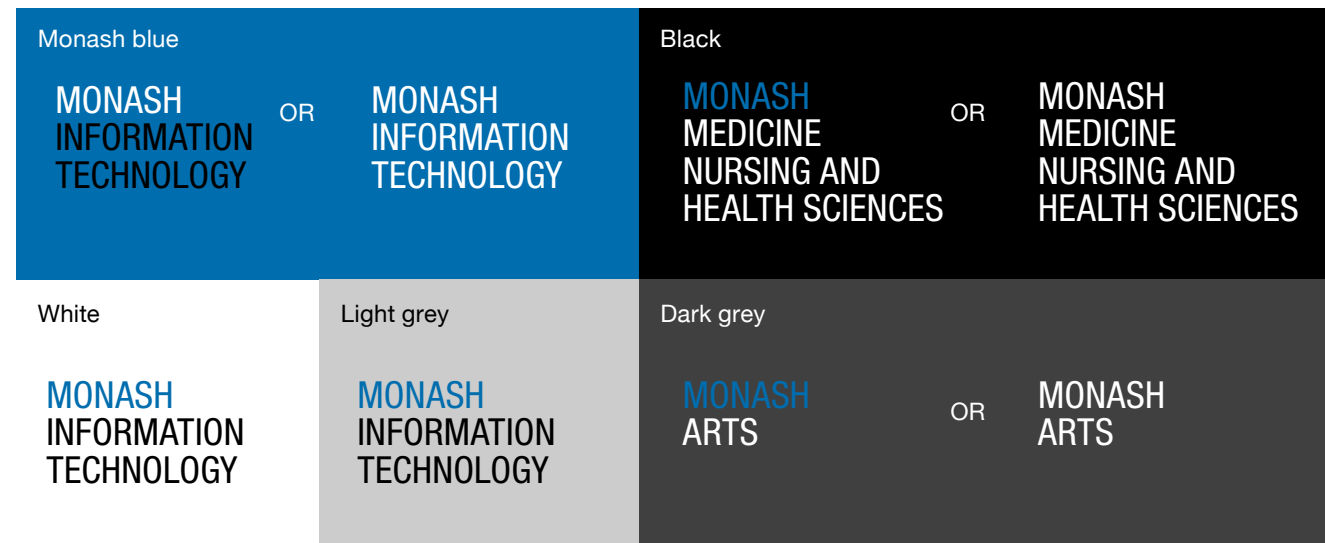 Monash blue
MONASH
INFORMATION
TECHNOLOGY
OR
MONASH
INFORMATION
TECHNOLOGY
Black
MONASH
MEDICINE
NURSING AND
HEALTH SCIENCES
OR
MONASH
MEDICINE
NURSING AND
HEALTH SCIENCES
White
MONASH
INFORMATION
TECHNOLOGY
Light grey
MONASH
INFORMATION
TECHNOLOGY
Dark grey
MONASH
ARTS
OR
MONASH
ARTS